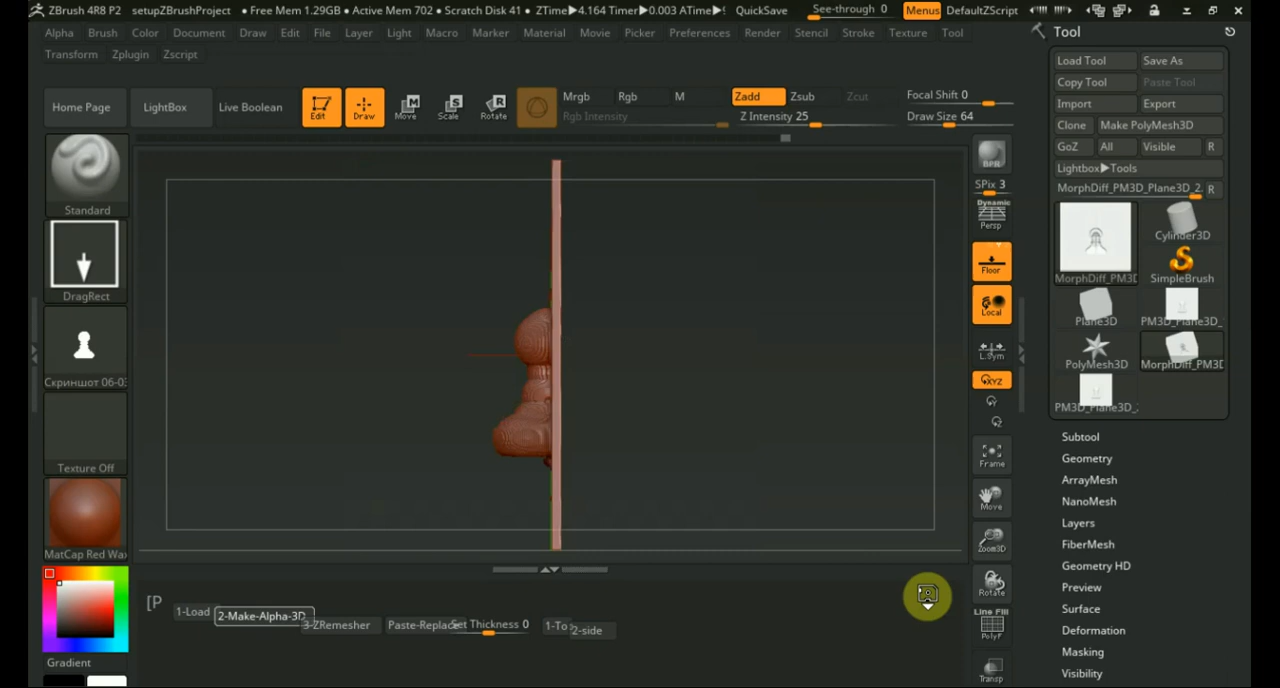 ZBrush 4R8 P2 setupZBrushProject • Free Mem 1.29GB • Active Mem 702 • Scratch Disk 41 • ZTime▶4.164 Timer▶0.003 ATime▶ QuickSave See-through 0 Menus DefaultZScript
Alpha Brush Color Document Draw Edit File Layer Light Macro Marker Material Movie Picker Preferences Render Stencil Stroke Texture Tool
Transform Zplugin Zscript
Tool
Load Tool Save As
Copy Tool Paste Tool
Import Export
Clone Make PolyMesh3D
GoZ All Visible R
Lightbox▶Tools
MorphDiff_PM3D_Plane3D_2. R
Home Page LightBox Live Boolean Edit Draw Move Scale Rotate
Mrgb Rgb M Zadd Zsub Zcut Focal Shift 0
Rgb Intensity Z Intensity 25 Draw Size 64
Standard
DragRect
Скриншот 06-03
Texture Off
MatCap Red Wax
Gradient
BPR
SPix 3
Dynamic
Persp
Floor
Local
L.Sym
XYZ
Y
Z
Frame
Move
Zoom3D
Rotate
Line Fill
PolyF
Transp
Cylinder3D
MorphDiff_PM3D SimpleBrush
Plane3D PM3D_Plane3D_
PolyMesh3D MorphDiff_PM3D
PM3D_Plane3D_
Subtool
Geometry
ArrayMesh
NanoMesh
Layers
FiberMesh
Geometry HD
Preview
Surface
Deformation
Masking
Visibility
[P 1-Load 2-Make-Alpha-3D 3-ZRemesher Paste-Replace Set Thickness 0 1-To 2-side